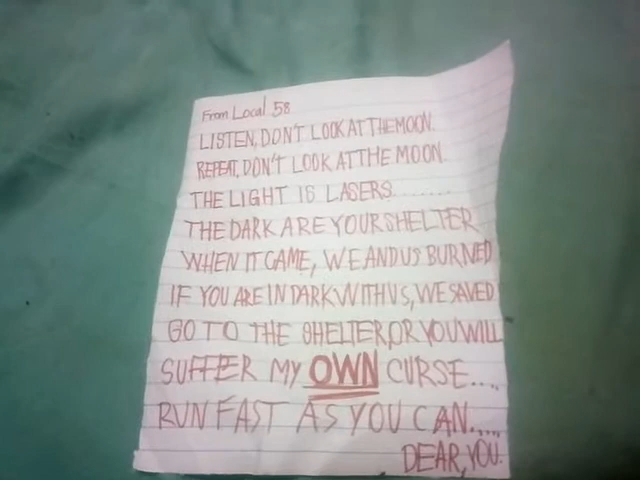 From Local 58
LISTEN, DON'T LOOK AT THE MOON.
REPEAT, DON'T LOOK AT THE MOON.
THE LIGHT IS LASERS.........
THE DARK ARE YOUR SHELTER
WHEN IT CAME, WE AND US BURNED
IF YOU ARE IN DARK WITH US, WE SAVED
GO TO THE SHELTER, OR YOU WILL
SUFFER MY OWN CURSE....
RUN FAST AS YOU CAN....
DEAR, YOU.